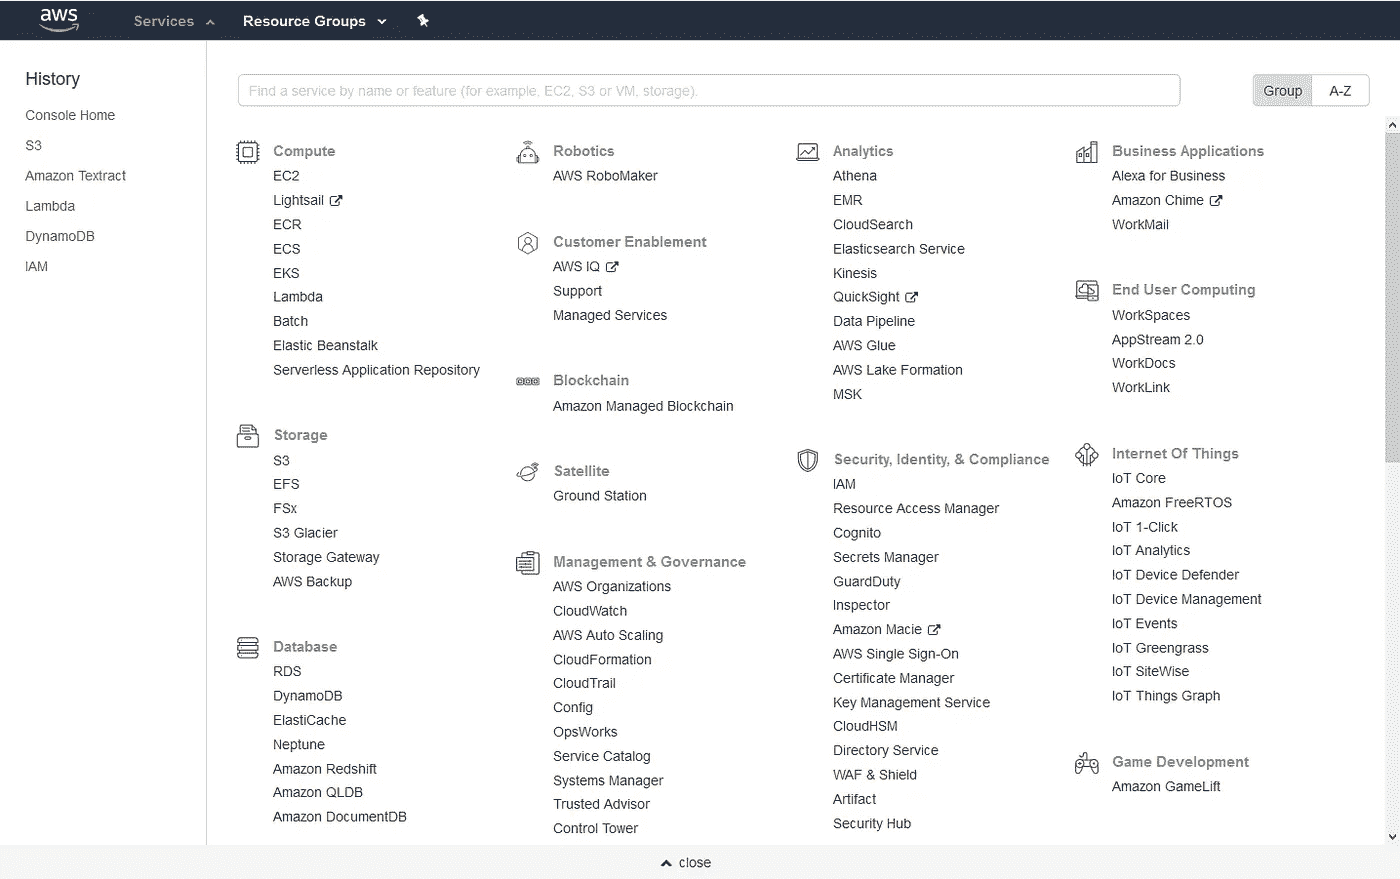 aws
Services
Resource Groups
History
Console Home
S3
Amazon Textract
Lambda
DynamoDB
IAM
Find a service by name or feature (for example, EC2, S3 or VM, storage).
Group
A-Z
Compute
EC2
Lightsail
ECR
ECS
EKS
Lambda
Batch
Elastic Beanstalk
Serverless Application Repository
Storage
S3
EFS
FSx
S3 Glacier
Storage Gateway
AWS Backup
Database
RDS
DynamoDB
ElastiCache
Neptune
Amazon Redshift
Amazon QLDB
Amazon DocumentDB
Robotics
AWS RoboMaker
Customer Enablement
AWS IQ
Support
Managed Services
Blockchain
Amazon Managed Blockchain
Satellite
Ground Station
Management & Governance
AWS Organizations
CloudWatch
AWS Auto Scaling
CloudFormation
CloudTrail
Config
OpsWorks
Service Catalog
Systems Manager
Trusted Advisor
Control Tower
Analytics
Athena
EMR
CloudSearch
Elasticsearch Service
Kinesis
QuickSight
Data Pipeline
AWS Glue
AWS Lake Formation
MSK
Security, Identity, & Compliance
IAM
Resource Access Manager
Cognito
Secrets Manager
GuardDuty
Inspector
Amazon Macie
AWS Single Sign-On
Certificate Manager
Key Management Service
CloudHSM
Directory Service
WAF & Shield
Artifact
Security Hub
Business Applications
Alexa for Business
Amazon Chime
WorkMail
End User Computing
WorkSpaces
AppStream 2.0
WorkDocs
WorkLink
Internet Of Things
IoT Core
Amazon FreeRTOS
IoT 1-Click
IoT Analytics
IoT Device Defender
IoT Device Management
IoT Events
IoT Greengrass
IoT SiteWise
IoT Things Graph
Game Development
Amazon GameLift
close